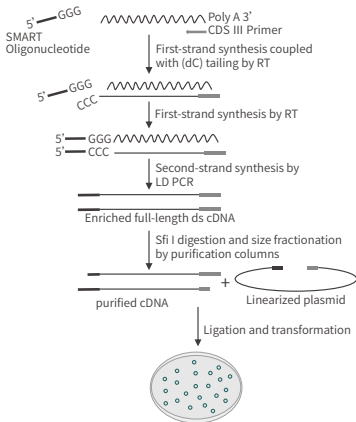 5' GGG
Poly A 3'
SMART
Oligonucleotide
CDS III Primer
First-strand synthesis coupled
with (dC) tailing by RT
5' GGG
CCC
First-strand synthesis by RT
5' GGG
5' CCC
Second-strand synthesis by
LD PCR
Enriched full-length ds cDNA
Sfi I digestion and size fractionation
by purification columns
+
purified cDNA
Linearized plasmid
Ligation and transformation